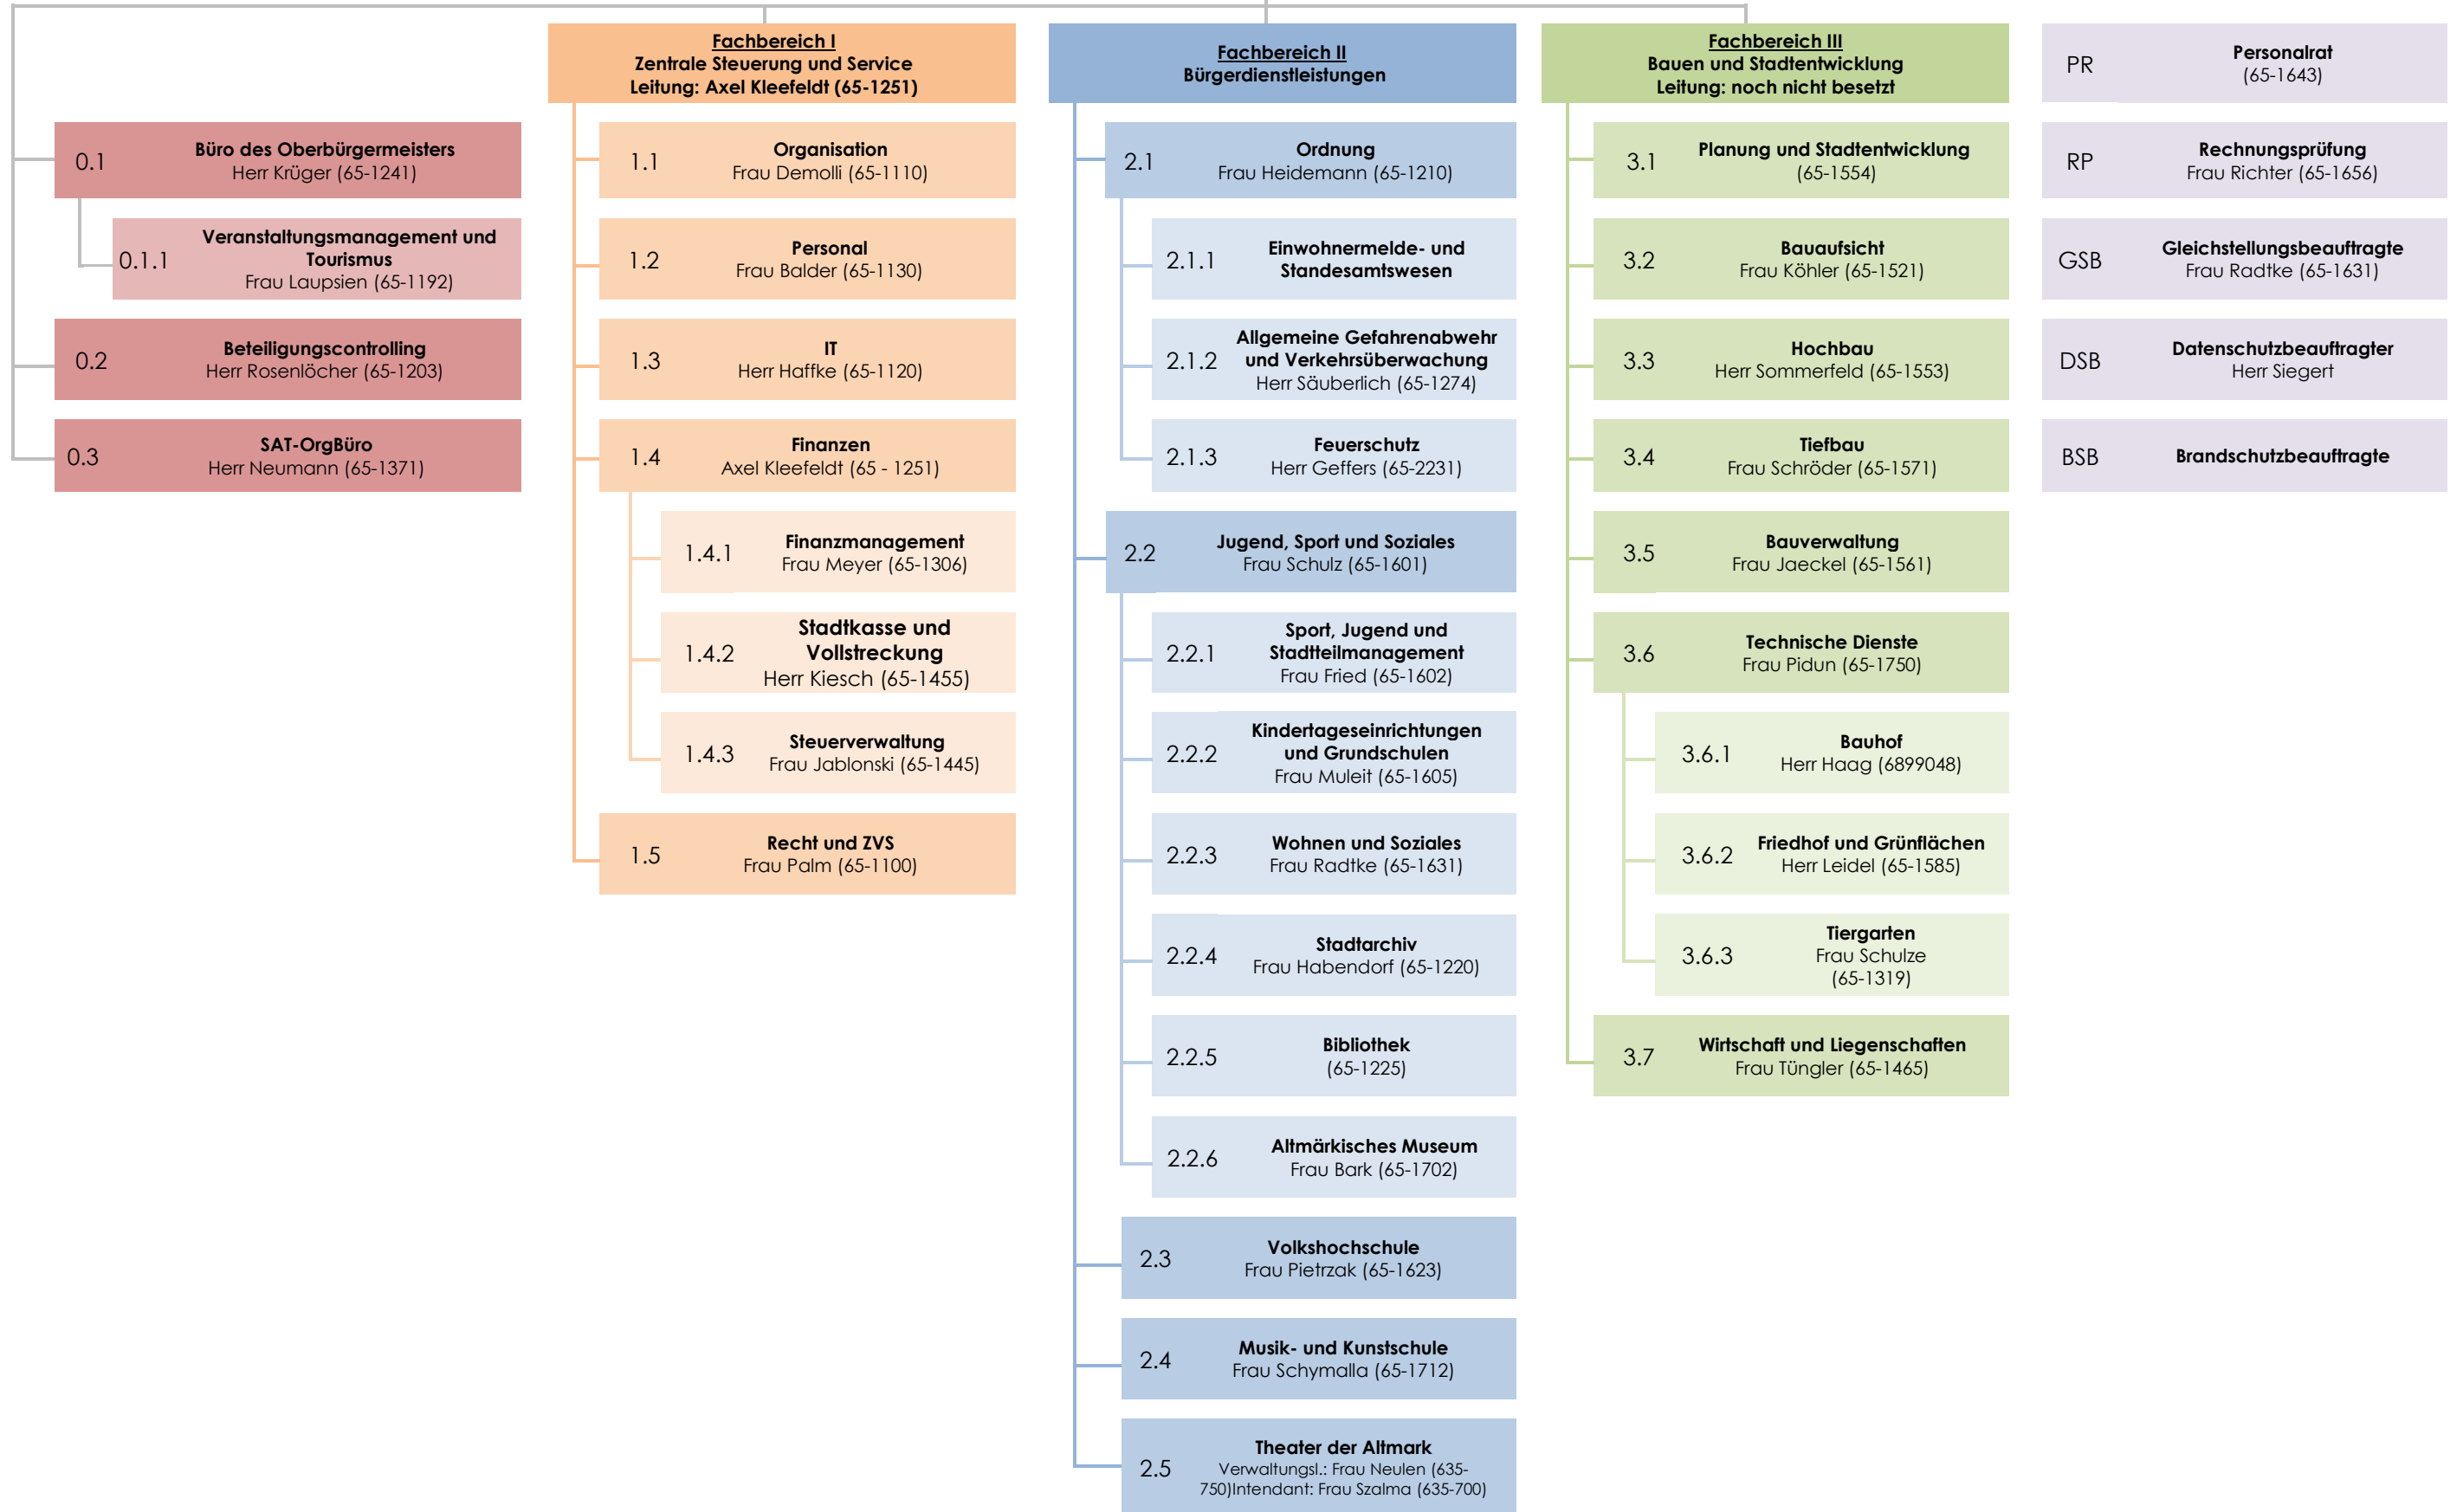 0.1
Büro des Oberbürgermeisters
Herr Krüger (65-1241)
0.1.1
Veranstaltungsmanagement und
Tourismus
Frau Laupsien (65-1192)
0.2
Beteiligungscontrolling
Herr Rosenlöcher (65-1203)
0.3
SAT-OrgBüro
Herr Neumann (65-1371)
Fachbereich I
Zentrale Steuerung und Service
Leitung: Axel Kleefeldt (65-1251)
1.1
Organisation
Frau Demolli (65-1110)
1.2
Personal
Frau Balder (65-1130)
1.3
IT
Herr Haffke (65-1120)
1.4
Finanzen
Axel Kleefeldt (65 - 1251)
1.4.1
Finanzmanagement
Frau Meyer (65-1306)
1.4.2
Stadtkasse und
Vollstreckung
Herr Kiesch (65-1455)
1.4.3
Steuerverwaltung
Frau Jablonski (65-1445)
1.5
Recht und ZVS
Frau Palm (65-1100)
Fachbereich II
Bürgerdienstleistungen
2.1
Ordnung
Frau Heidemann (65-1210)
2.1.1
Einwohnermelde- und
Standesamtswesen
2.1.2
Allgemeine Gefahrenabwehr
und Verkehrsüberwachung
Herr Säuberlich (65-1274)
2.1.3
Feuerschutz
Herr Geffers (65-2231)
2.2
Jugend, Sport und Soziales
Frau Schulz (65-1601)
2.2.1
Sport, Jugend und
Stadtteilmanagement
Frau Fried (65-1602)
2.2.2
Kindertageseinrichtungen
und Grundschulen
Frau Muleit (65-1605)
2.2.3
Wohnen und Soziales
Frau Radtke (65-1631)
2.2.4
Stadtarchiv
Frau Habendorf (65-1220)
2.2.5
Bibliothek
(65-1225)
2.2.6
Altmärkisches Museum
Frau Bark (65-1702)
2.3
Volkshochschule
Frau Pietrzak (65-1623)
2.4
Musik- und Kunstschule
Frau Schymalla (65-1712)
2.5
Theater der Altmark
Verwaltungsl.: Frau Neulen (635-
750)Intendant: Frau Szalma (635-700)
Fachbereich III
Bauen und Stadtentwicklung
Leitung: noch nicht besetzt
3.1
Planung und Stadtentwicklung
(65-1554)
3.2
Bauaufsicht
Frau Köhler (65-1521)
3.3
Hochbau
Herr Sommerfeld (65-1553)
3.4
Tiefbau
Frau Schröder (65-1571)
3.5
Bauverwaltung
Frau Jaeckel (65-1561)
3.6
Technische Dienste
Frau Pidun (65-1750)
3.6.1
Bauhof
Herr Haag (6899048)
3.6.2
Friedhof und Grünflächen
Herr Leidel (65-1585)
3.6.3
Tiergarten
Frau Schulze
(65-1319)
3.7
Wirtschaft und Liegenschaften
Frau Tüngler (65-1465)
PR
Personalrat
(65-1643)
RP
Rechnungsprüfung
Frau Richter (65-1656)
GSB
Gleichstellungsbeauftragte
Frau Radtke (65-1631)
DSB
Datenschutzbeauftragter
Herr Siegert
BSB
Brandschutzbeauftragte